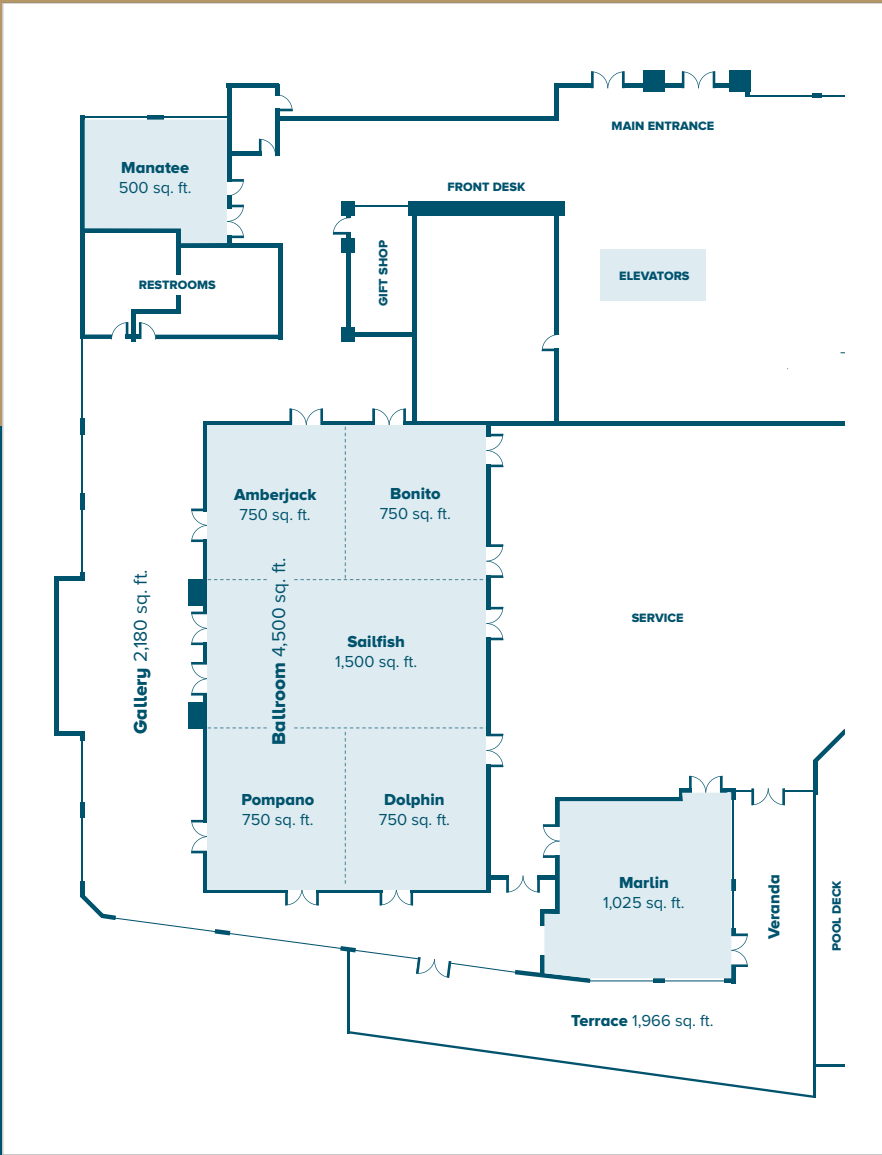 MAIN ENTRANCE
Manatee
500 sq. ft.
FRONT DESK
GIFT SHOP
ELEVATORS
RESTROOMS
Amberjack
750 sq. ft.
Bonito
750 sq. ft.
Gallery 2,180 sq. ft.
Ballroom 4,500 sq. ft.
Sailfish
1,500 sq. ft.
SERVICE
Pompano
750 sq. ft.
Dolphin
750 sq. ft.
Marlin
1,025 sq. ft.
Veranda
POOL DECK
Terrace 1,966 sq. ft.